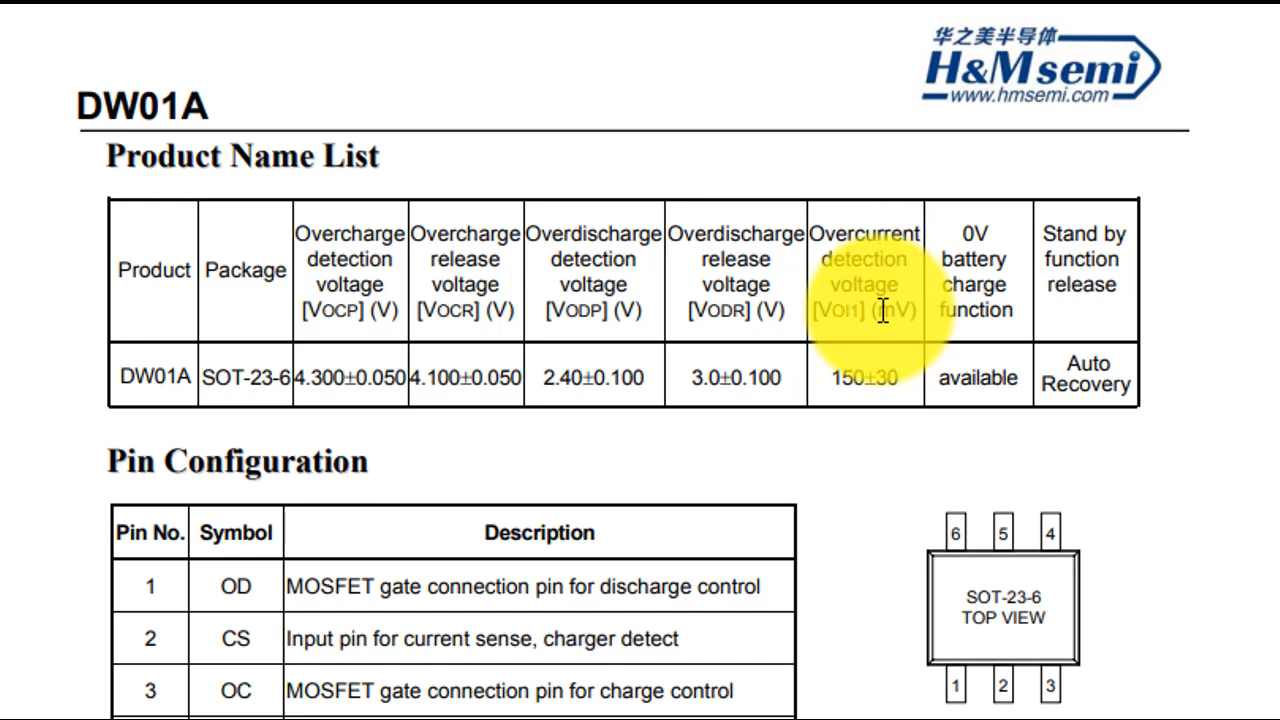 华之美半导体
H&Msemi
www.hmsemi.com
DW01A
Product Name List
Product
Package
Overcharge
detection
voltage
[VOCP] (V)
Overcharge
release
voltage
[VOCR] (V)
Overdischarge
detection
voltage
[VODP] (V)
Overdischarge
release
voltage
[VODR] (V)
Overcurrent
detection
voltage
[VOI1] (mV)
0V
battery
charge
function
Stand by
function
release
DW01A
SOT-23-6
4.300±0.050
4.100±0.050
2.40±0.100
3.0±0.100
150±30
available
Auto
Recovery
Pin Configuration
Pin No.
Symbol
Description
1
OD
MOSFET gate connection pin for discharge control
2
CS
Input pin for current sense, charger detect
3
OC
MOSFET gate connection pin for charge control
6
5
4
SOT-23-6
TOP VIEW
1
2
3